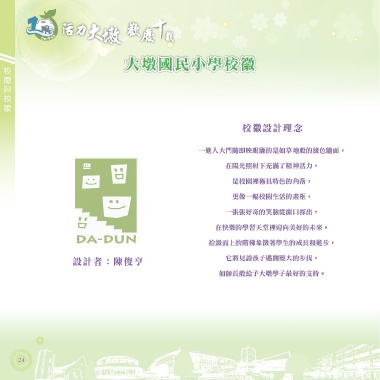 活力大墩 歡慶十載
大墩國民小學校徽
校徽與校歌
校徽設計理念
一進入大門隨即映眼簾的是如草地般的綠色牆面，
在陽光照射下充滿了精神活力，
是校園裡極具特色的角落，
更像一幅校園生活的畫框，
一張張好奇的笑臉從窗口探出，
在快樂的學習天堂裡迎向美好的未來。
拾級而上的階梯象徵著學生的成長和進步，
它將見證孩子邁開壯大的步伐，
如師長般給予大墩學子最好的支持。
DA-DUN
設計者：陳俊亨
24